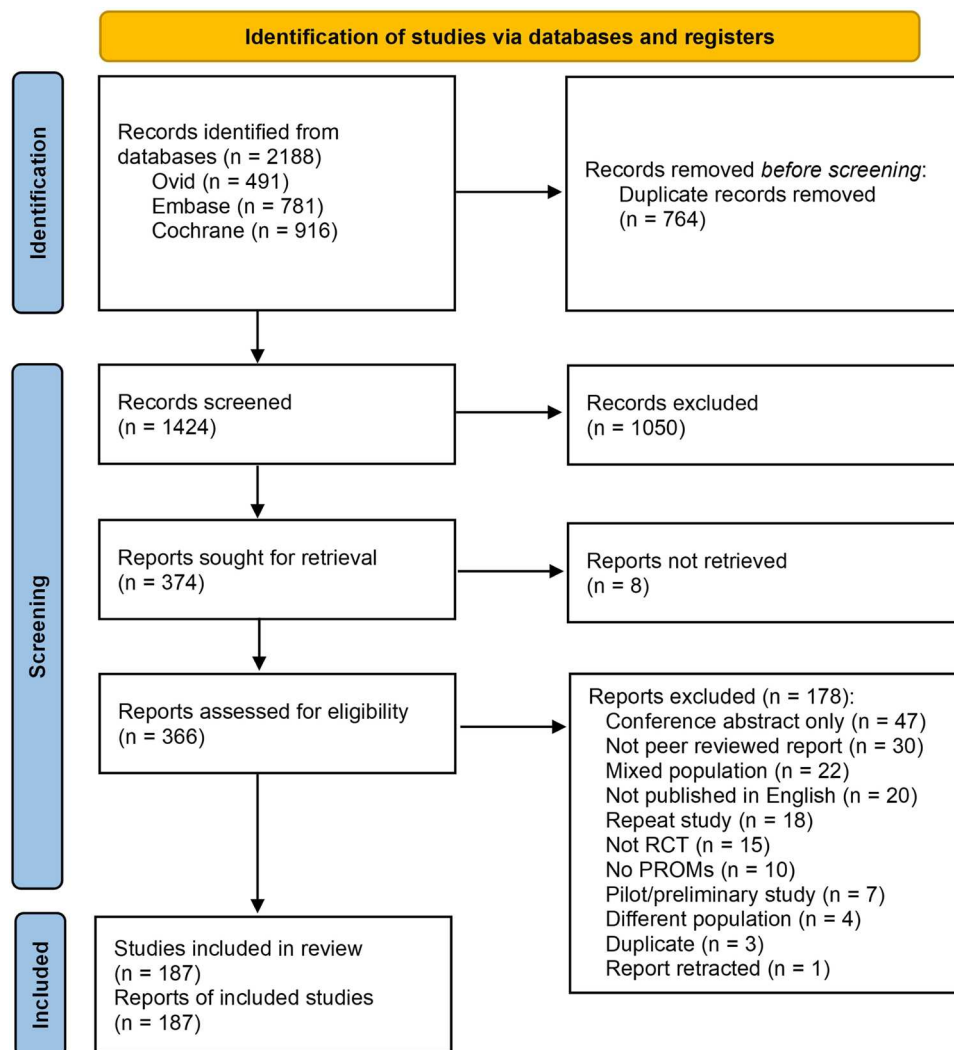 Identification of studies via databases and registers
Identification
Records identified from
databases (n = 2188)
Ovid (n = 491)
Embase (n = 781)
Cochrane (n = 916)
Records removed before screening:
Duplicate records removed
(n = 764)
Screening
Records screened
(n = 1424)
Records excluded
(n = 1050)
Reports sought for retrieval
(n = 374)
Reports not retrieved
(n = 8)
Reports assessed for eligibility
(n = 366)
Reports excluded (n = 178):
Conference abstract only (n = 47)
Not peer reviewed report (n = 30)
Mixed population (n = 22)
Not published in English (n = 20)
Repeat study (n = 18)
Not RCT (n = 15)
No PROMs (n = 10)
Pilot/preliminary study (n = 7)
Different population (n = 4)
Duplicate (n = 3)
Report retracted (n = 1)
Included
Studies included in review
(n = 187)
Reports of included studies
(n = 187)